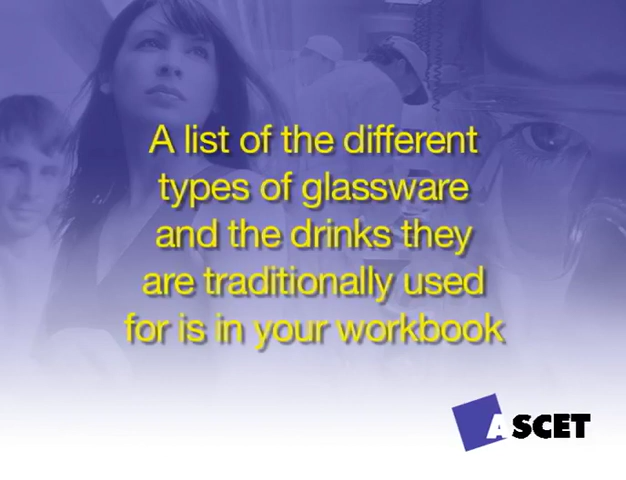 A list of the different
types of glassware
and the drinks they
are traditionally used
for is in your workbook
ASCET